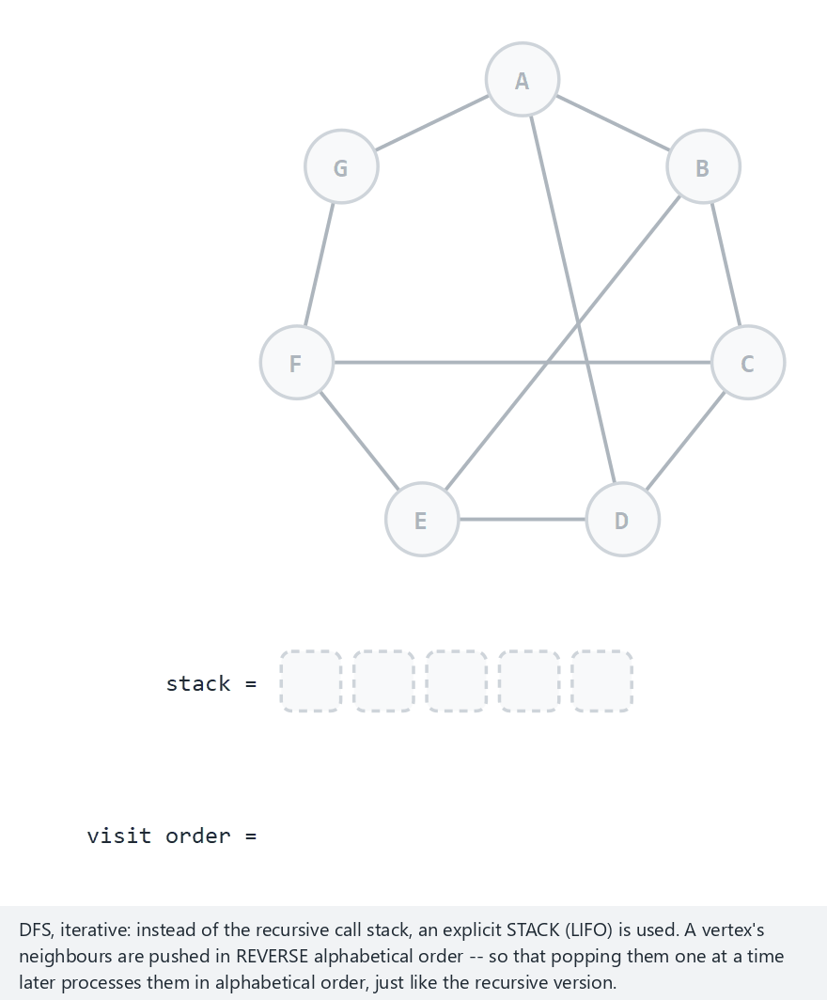 A
G
B
F
C
E
D
stack =
visit order =
DFS, iterative: instead of the recursive call stack, an explicit STACK (LIFO) is used. A vertex's
neighbours are pushed in REVERSE alphabetical order -- so that popping them one at a time
later processes them in alphabetical order, just like the recursive version.